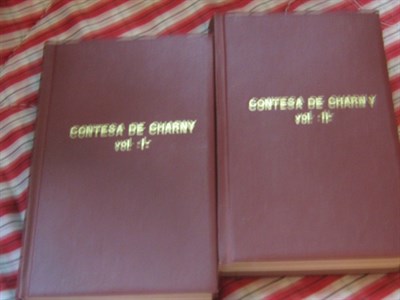 CONTESA DE CHARNY
vol :I:
CONTESA DE CHARNY
vol :II: